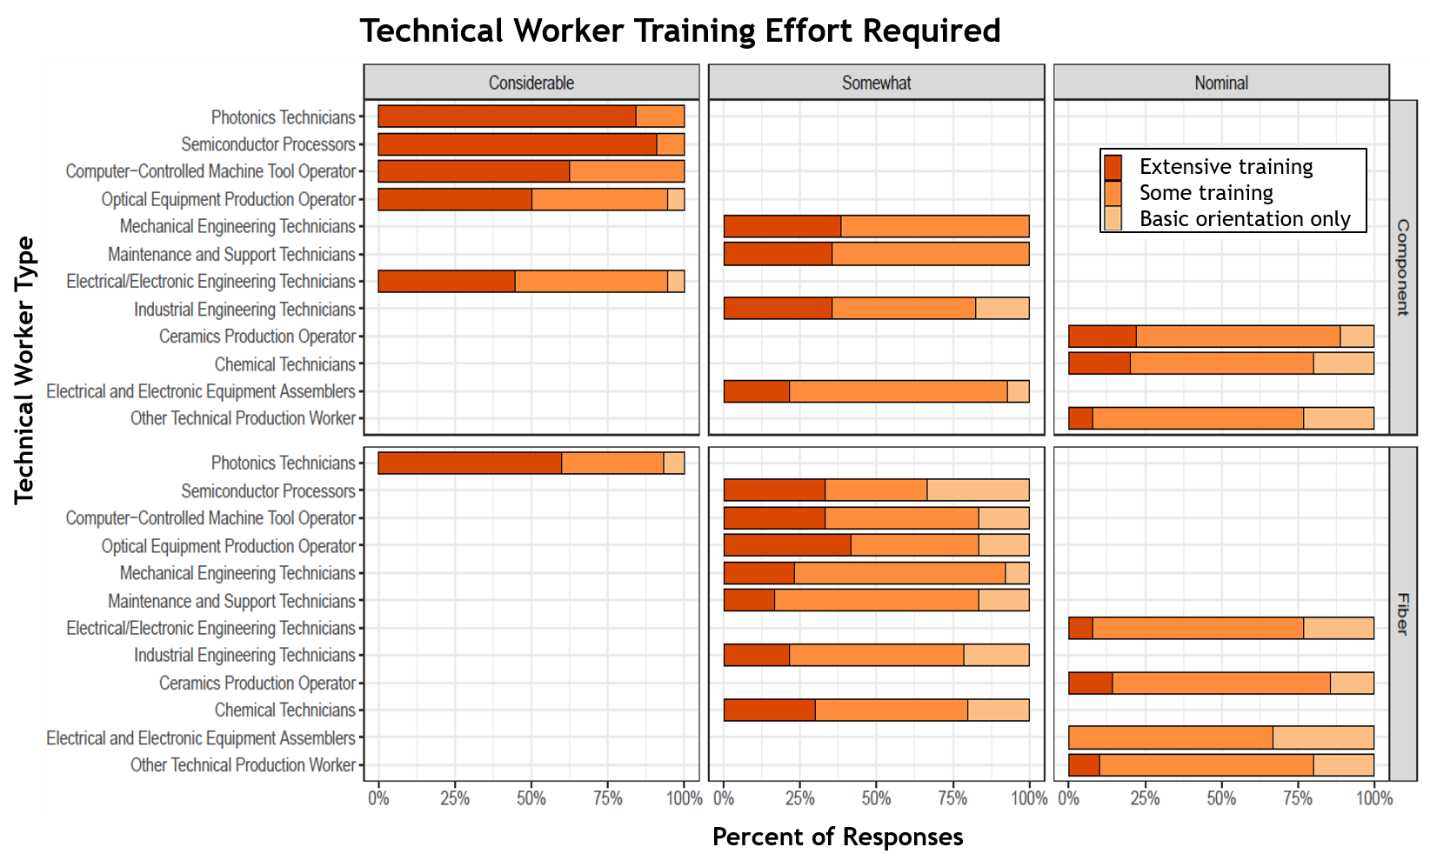 Technical Worker Training Effort Required
Considerable
Somewhat
Nominal
Technical Worker Type
Photonics Technicians
Semiconductor Processors
Computer-Controlled Machine Tool Operator
Optical Equipment Production Operator
Mechanical Engineering Technicians
Maintenance and Support Technicians
Electrical/Electronic Engineering Technicians
Industrial Engineering Technicians
Ceramics Production Operator
Chemical Technicians
Electrical and Electronic Equipment Assemblers
Other Technical Production Worker
Extensive training
Some training
Basic orientation only
Component
Photonics Technicians
Semiconductor Processors
Computer-Controlled Machine Tool Operator
Optical Equipment Production Operator
Mechanical Engineering Technicians
Maintenance and Support Technicians
Electrical/Electronic Engineering Technicians
Industrial Engineering Technicians
Ceramics Production Operator
Chemical Technicians
Electrical and Electronic Equipment Assemblers
Other Technical Production Worker
Fiber
0% 25% 50% 75% 100% 0% 25% 50% 75% 100% 0% 25% 50% 75% 100%
Percent of Responses